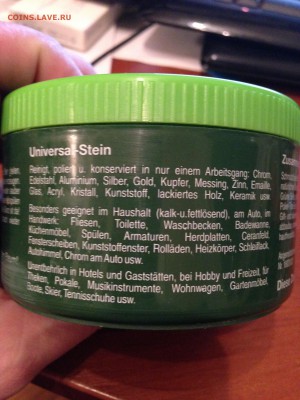 COINS.LAVE.RU
Universal-Stein
Reinigt, poliert u. konserviert in nur einem Arbeitsgang: Chrom,
Edelstahl, Aluminium, Silber, Gold, Kupfer, Messing, Zinn, Emaille,
Glas, Acryl, Kristall, Kunststoff, lackiertes Holz, Keramik usw.
Besonders geeignet im Haushalt (kalk-u.fettlösend), am Auto, im
Handwerk. Fliesen, Toilette, Waschbecken, Badewanne,
Küchenmöbel, Spülen, Armaturen, Herdplatten, Ceranfeld,
Fensterscheiben, Kunststoffenster, Rolläden, Heizkörper, Schleiflack,
Autohimmel, Chrom am Auto usw.
Unentbehrlich in Hotels und Gaststätten, bei Hobby und Freizeit, für
Theken, Pokale, Musikinstrumente, Wohnwagen, Gartenmöbel,
Boote, Skier, Tennisschuhe usw.